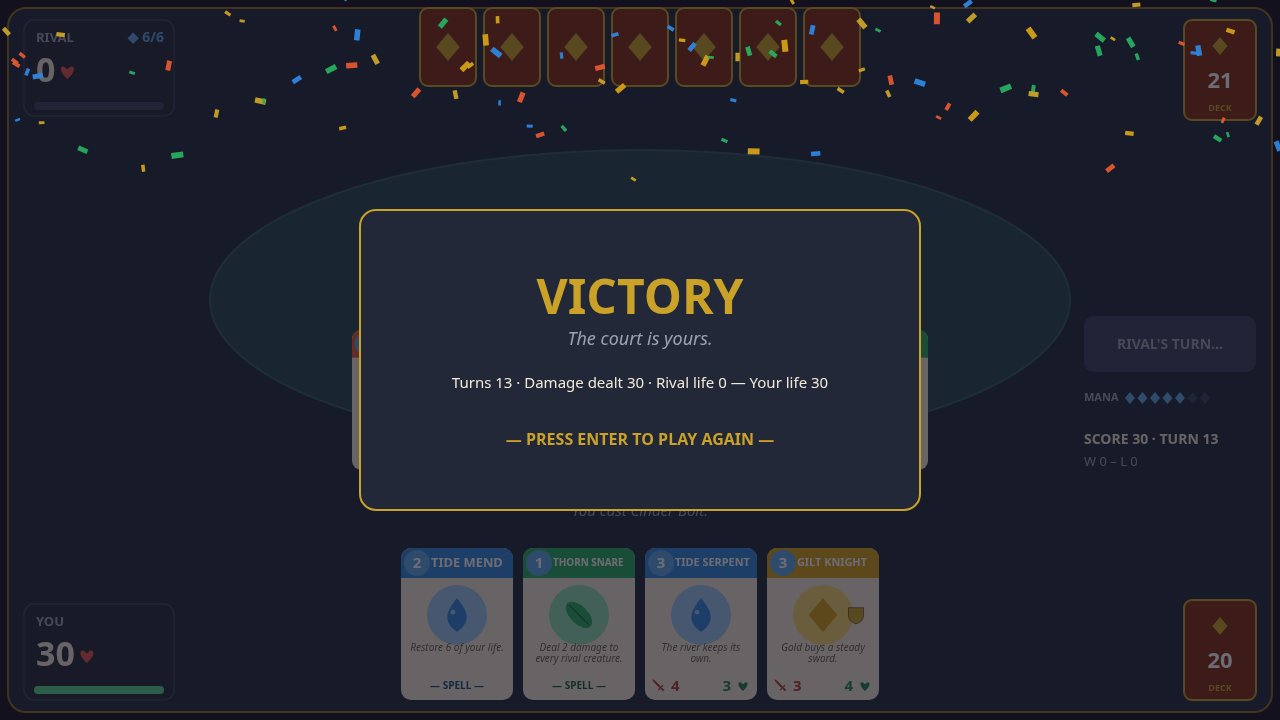 RIVAL
◆ 6/6
0
21
DECK
VICTORY
The court is yours.
Turns 13 · Damage dealt 30 · Rival life 0 — Your life 30
— PRESS ENTER TO PLAY AGAIN —
RIVAL'S TURN...
MANA
SCORE 30 · TURN 13
W 0 – L 0
You cast Cinder Bolt.
2 TIDE MEND
Restore 6 of your life.
— SPELL —
1 THORN SNARE
Deal 2 damage to
every rival creature.
— SPELL —
3 TIDE SERPENT
The river keeps its
own.
4 3
3 GILT KNIGHT
Gold buys a steady
sword.
3 4
YOU
30
20
DECK